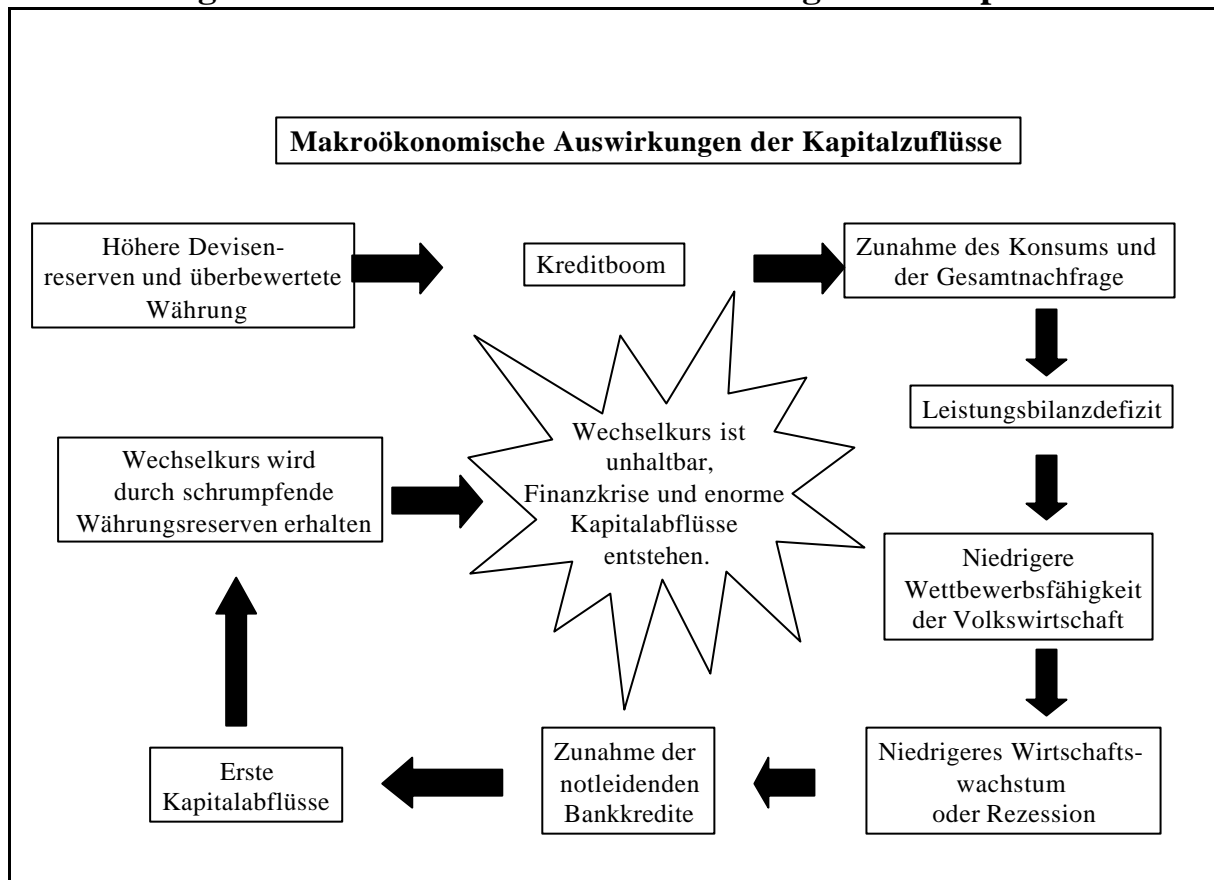 Makroökonomische Auswirkungen der Kapitalzuflüsse
Höhere Devisen-
reserven und überbewertete
Währung
Kreditboom
Zunahme des Konsums und
der Gesamtnachfrage
Leistungsbilanzdefizit
Niedrigere
Wettbewerbsfähigkeit
der Volkswirtschaft
Niedrigeres Wirtschafts-
wachstum
oder Rezession
Zunahme der
notleidenden
Bankkredite
Erste
Kapitalabflüsse
Wechselkurs wird
durch schrumpfende
Währungsreserven erhalten
Wechselkurs ist
unhaltbar,
Finanzkrise und enorme
Kapitalabflüsse
entstehen.